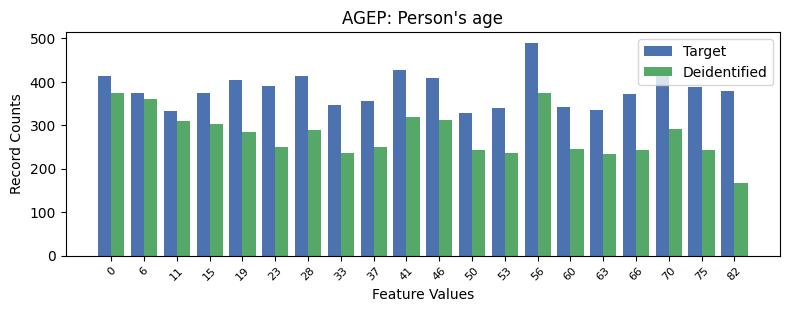 AGEP: Person's age
Record Counts
500
400
300
200
100
0
Target
Deidentified
0 6 11 15 19 23 28 33 37 41 46 50 53 56 60 63 66 70 75 82
Feature Values